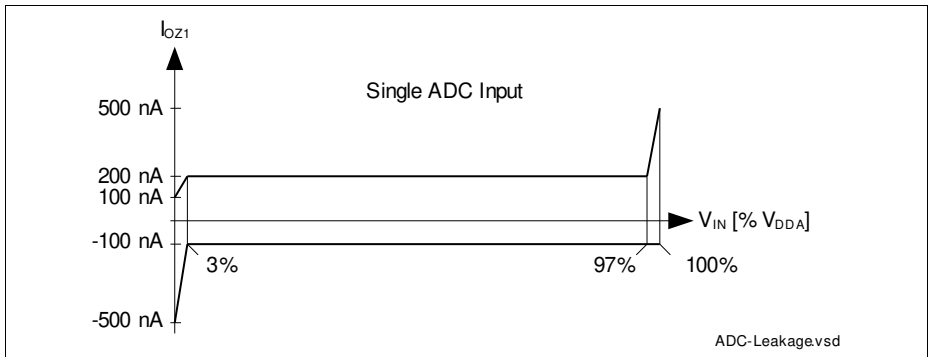 I_OZ1
Single ADC Input
500 nA
200 nA
100 nA
V_IN [% V_DDA]
-100 nA
3%
97%
100%
-500 nA
ADC-Leakage.vsd